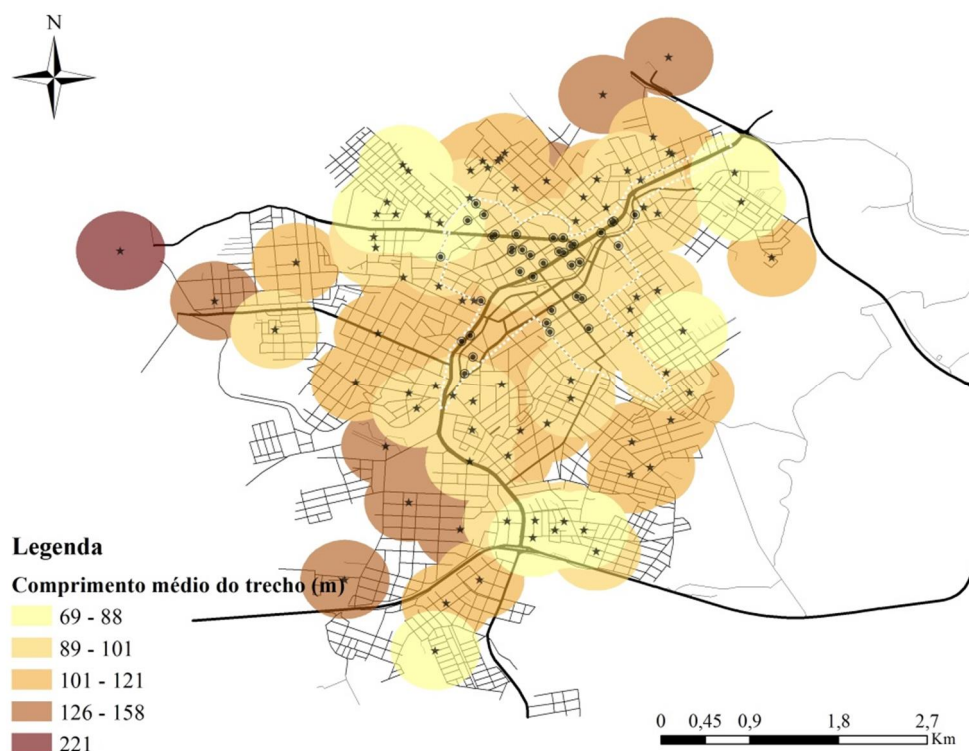 N
Legenda
Comprimento médio do trecho (m)
69 - 88
89 - 101
101 - 121
126 - 158
221
0 0,45 0,9 1,8 2,7
Km